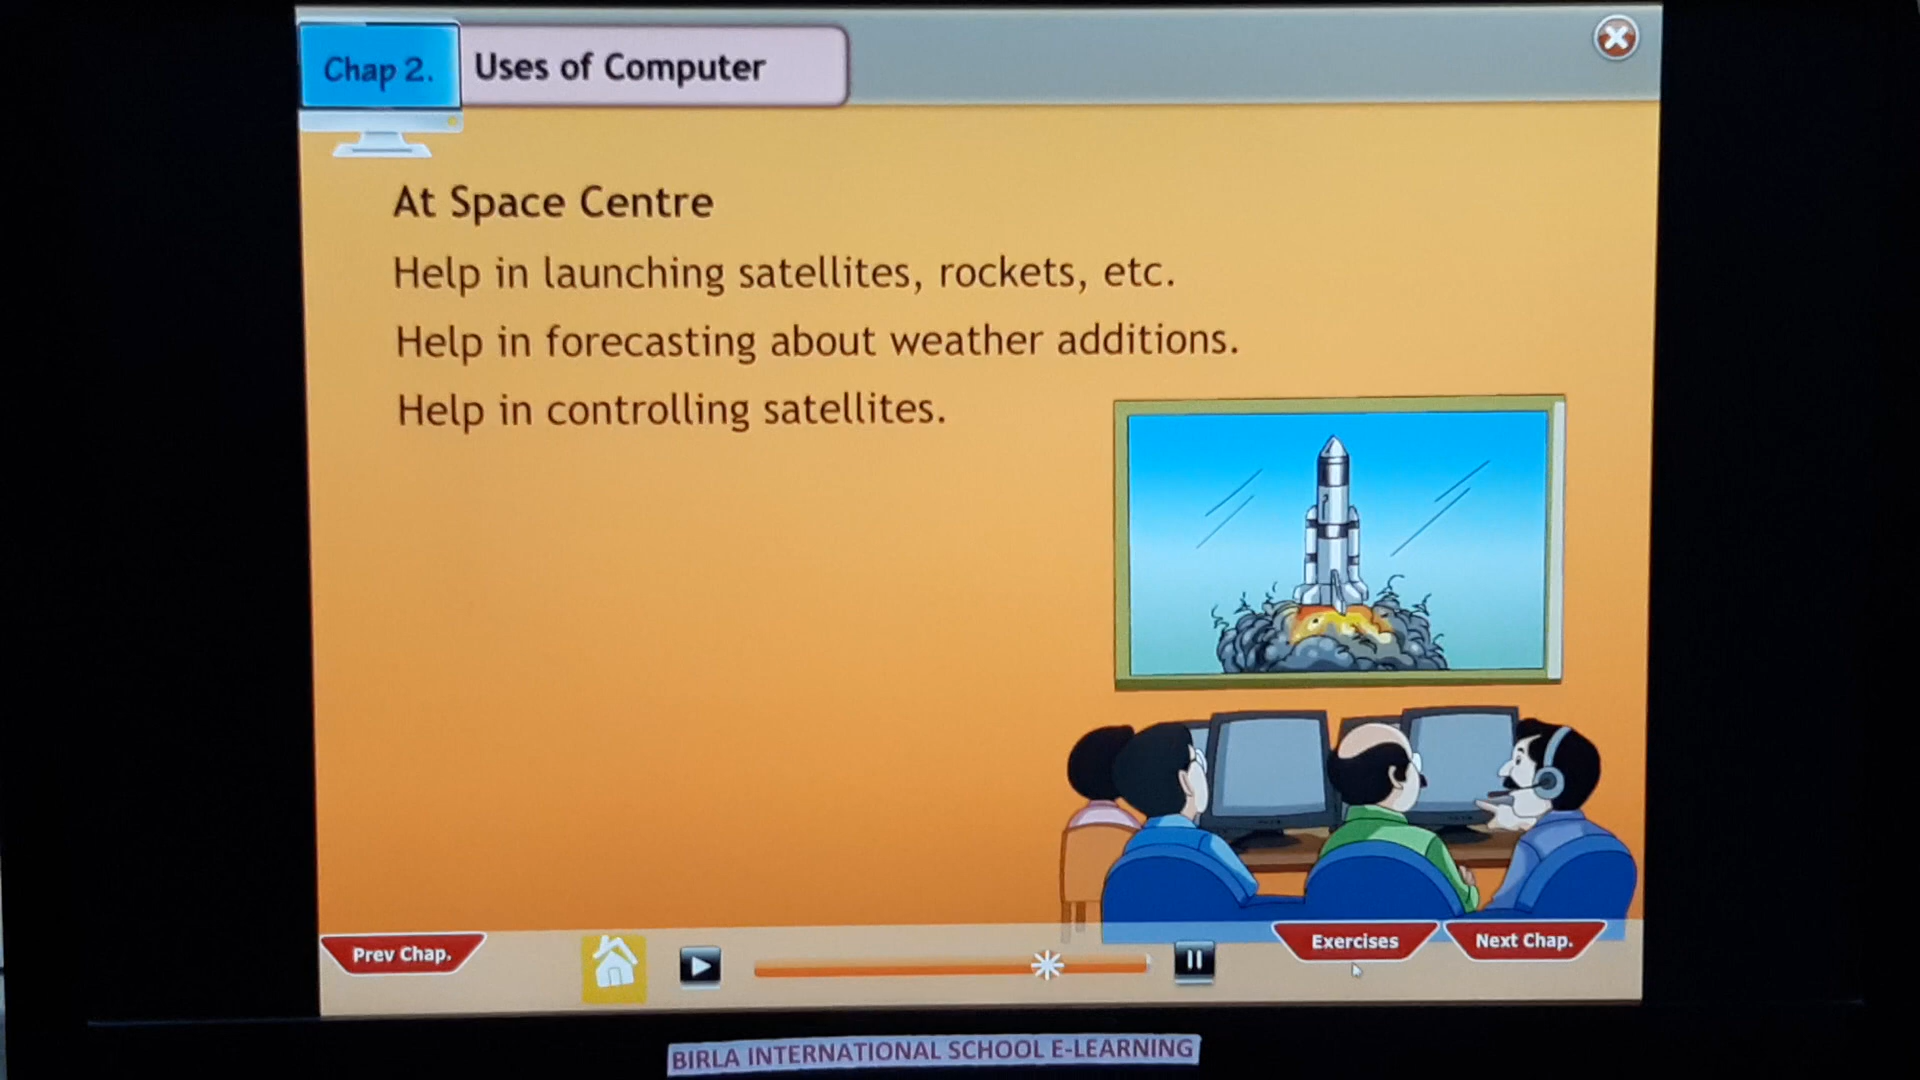 Chap 2.
Uses of Computer
At Space Centre
Help in launching satellites, rockets, etc.
Help in forecasting about weather additions.
Help in controlling satellites.
Prev Chap.
Exercises
Next Chap.
BIRLA INTERNATIONAL SCHOOL E-LEARNING